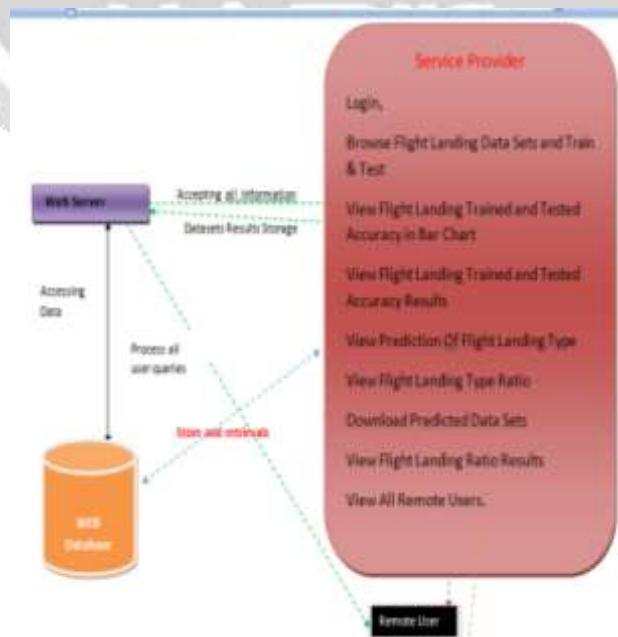 Service Provider
Login,
Browse Flight Landing Data Sets and Train
& Test
View Flight Landing Trained and Tested
Accuracy in Bar Chart
View Flight Landing Trained and Tested
Accuracy Results
View Prediction Of Flight Landing Type
View Flight Landing Type Ratio
Download Predicted Data Sets
View Flight Landing Ratio Results
View All Remote Users.
Web Server
Accepting all Information
Datasets Results Storage
Accessing
Data
Process all
user queries
Store and retrievals
WEB
Database
Remote User